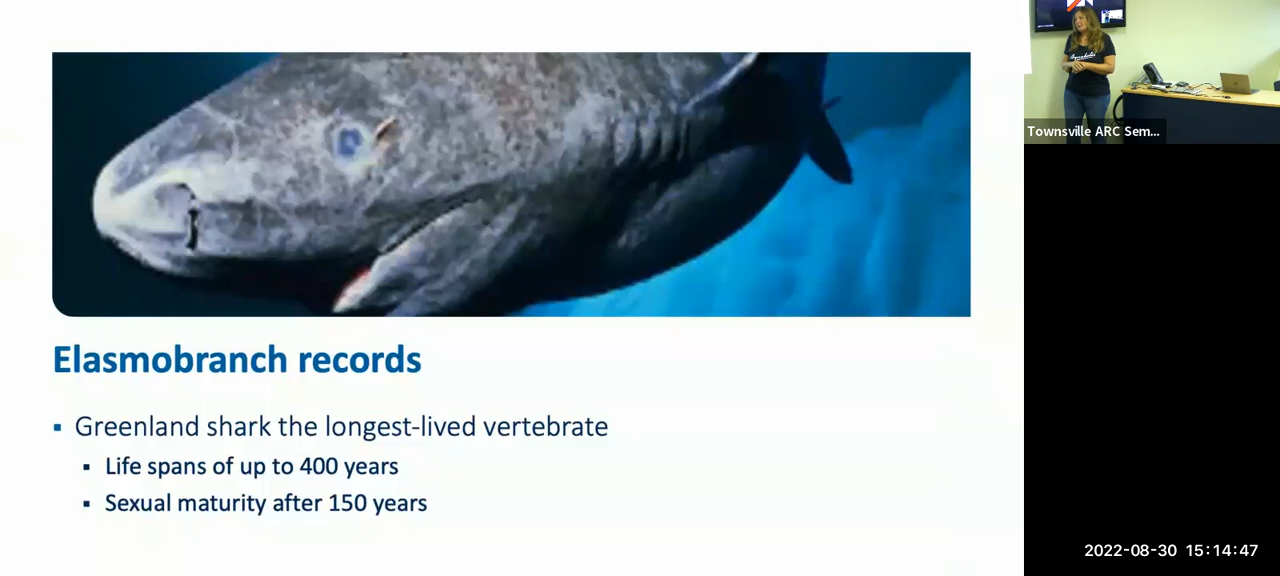 Elasmobranch records
▪ Greenland shark the longest-lived vertebrate
▪ Life spans of up to 400 years
▪ Sexual maturity after 150 years
Townsville ARC Sem...
2022-08-30 15:14:47